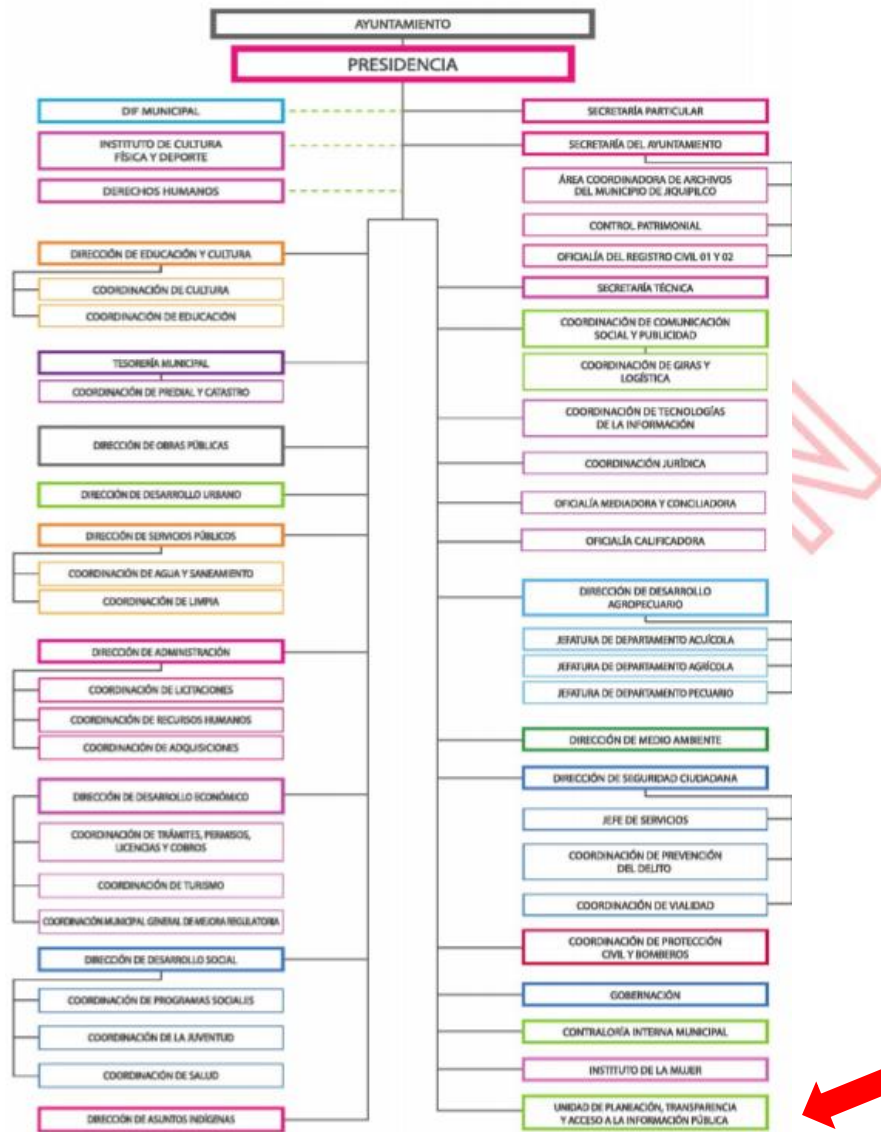 AYUNTAMIENTO
PRESIDENCIA
DIF MUNICIPAL
INSTITUTO DE CULTURA
FÍSICA Y DEPORTE
DERECHOS HUMANOS
DIRECCIÓN DE EDUCACIÓN Y CULTURA
COORDINACIÓN DE CULTURA
COORDINACIÓN DE EDUCACIÓN
TESORERÍA MUNICIPAL
COORDINACIÓN DE PREDIAL Y CATASTRO
DIRECCIÓN DE OBRAS PÚBLICAS
DIRECCIÓN DE DESARROLLO URBANO
DIRECCIÓN DE SERVICIOS PÚBLICOS
COORDINACIÓN DE AGUA Y SANEAMIENTO
COORDINACIÓN DE LIMPIA
DIRECCIÓN DE ADMINISTRACIÓN
COORDINACIÓN DE LICITACIONES
COORDINACIÓN DE RECURSOS HUMANOS
COORDINACIÓN DE ADQUISICIONES
DIRECCIÓN DE DESARROLLO ECONÓMICO
COORDINACIÓN DE TRÁMITES, PERMISOS,
LICENCIAS Y COBROS
COORDINACIÓN DE TURISMO
COORDINACIÓN MUNICIPAL GENERAL DE MEJORA REGULATORIA
DIRECCIÓN DE DESARROLLO SOCIAL
COORDINACIÓN DE PROGRAMAS SOCIALES
COORDINACIÓN DE LA JUVENTUD
COORDINACIÓN DE SALUD
DIRECCIÓN DE ASUNTOS INDÍGENAS
SECRETARÍA PARTICULAR
SECRETARÍA DEL AYUNTAMIENTO
ÁREA COORDINADORA DE ARCHIVOS
DEL MUNICIPIO DE JIQUIPILCO
CONTROL PATRIMONIAL
OFICIALÍA DEL REGISTRO CIVIL 01 Y 02
SECRETARÍA TÉCNICA
COORDINACIÓN DE COMUNICACIÓN
SOCIAL Y PUBLICIDAD
COORDINACIÓN DE GIRAS Y
LOGÍSTICA
COORDINACIÓN DE TECNOLOGÍAS
DE LA INFORMACIÓN
COORDINACIÓN JURÍDICA
OFICIALÍA MEDIADORA Y CONCILIADORA
OFICIALÍA CALIFICADORA
DIRECCIÓN DE DESARROLLO
AGROPECUARIO
JEFATURA DE DEPARTAMENTO ACUÍCOLA
JEFATURA DE DEPARTAMENTO AGRÍCOLA
JEFATURA DE DEPARTAMENTO PECUARIO
DIRECCIÓN DE MEDIO AMBIENTE
DIRECCIÓN DE SEGURIDAD CIUDADANA
JEFE DE SERVICIOS
COORDINACIÓN DE PREVENCIÓN
DEL DELITO
COORDINACIÓN DE VIALIDAD
COORDINACIÓN DE PROTECCIÓN
CIVIL Y BOMBEROS
GOBERNACIÓN
CONTRALORÍA INTERNA MUNICIPAL
INSTITUTO DE LA MUJER
UNIDAD DE PLANEACIÓN, TRANSPARENCIA
Y ACCESO A LA INFORMACIÓN PÚBLICA
N